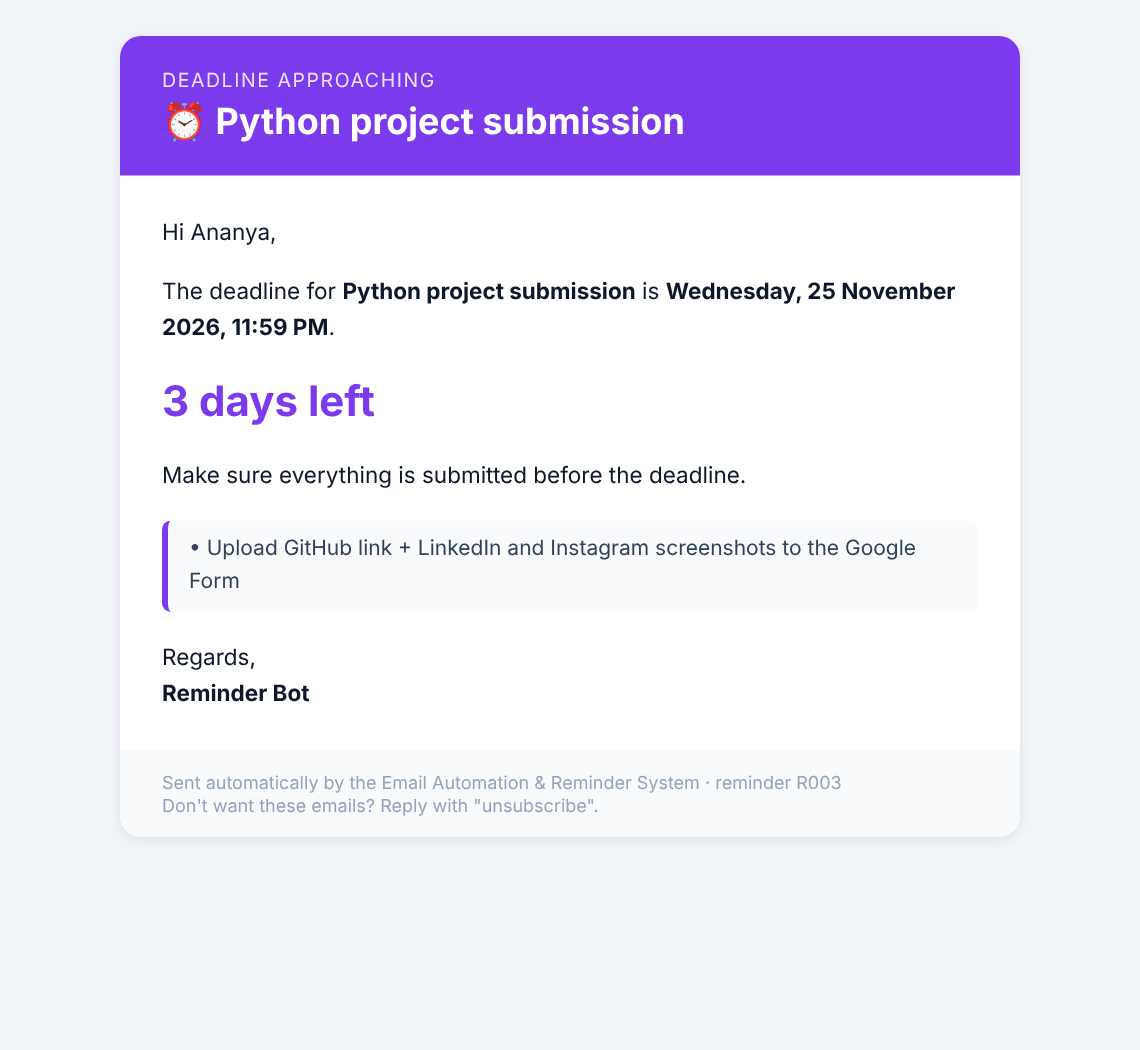 DEADLINE APPROACHING
⏰ Python project submission
Hi Ananya,
The deadline for Python project submission is Wednesday, 25 November
2026, 11:59 PM.
3 days left
Make sure everything is submitted before the deadline.
• Upload GitHub link + LinkedIn and Instagram screenshots to the Google
Form
Regards,
Reminder Bot
Sent automatically by the Email Automation & Reminder System · reminder R003
Don't want these emails? Reply with "unsubscribe".